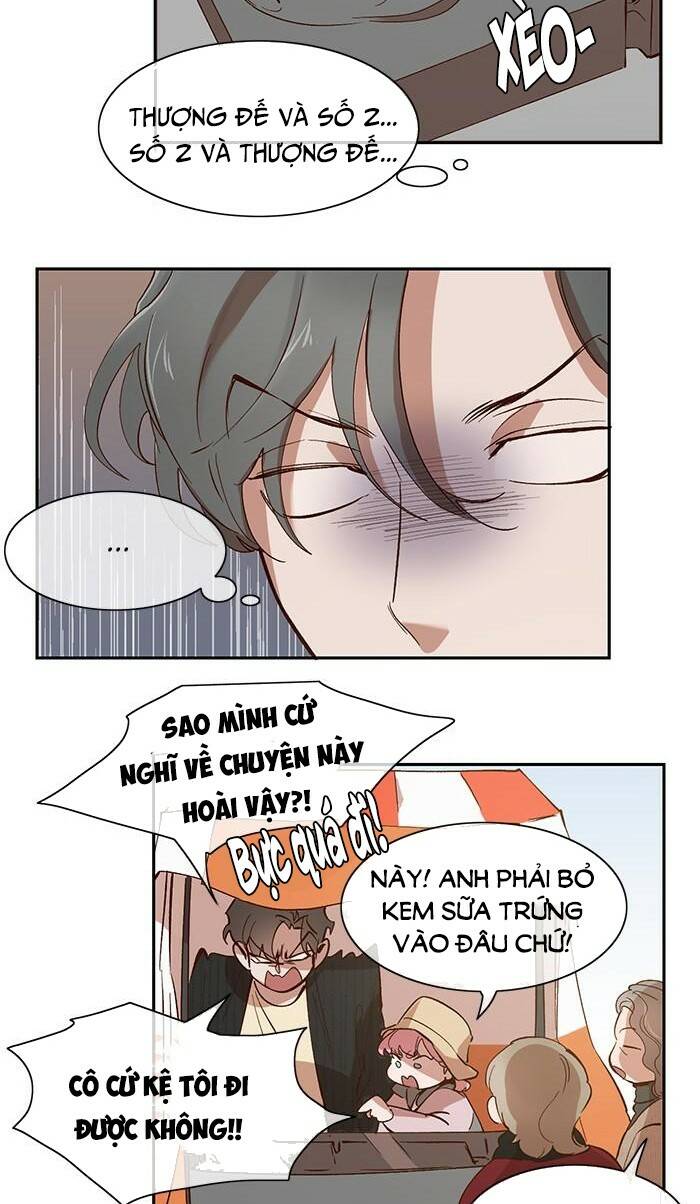 XÈO-
THƯỢNG ĐẾ VÀ SỐ 2...
SỐ 2 VÀ THƯỢNG ĐẾ...
...
SAO MÌNH CỨ
NGHĨ VỀ CHUYỆN NÀY
HOÀI VẬY?!
Bực quá đi!
NÀY! ANH PHẢI BỎ
KEM SỮA TRỨNG
VÀO ĐÂU CHỨ!
CÔ CỨ KỆ TÔI ĐI
ĐƯỢC KHÔNG!!